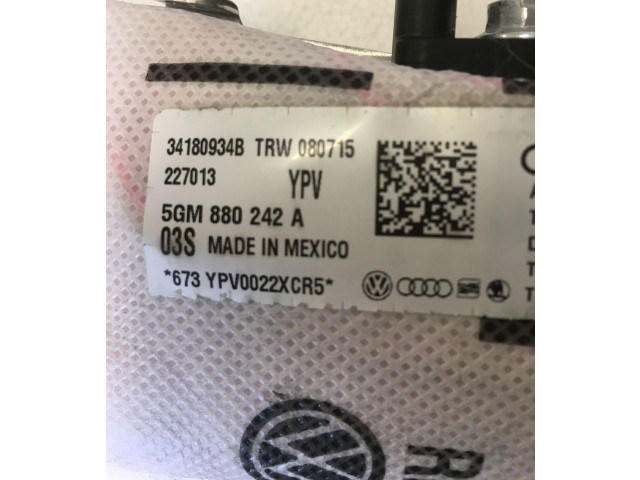 34180934B TRW 080715
227013 YPV
5GM 880 242 A
03S MADE IN MEXICO
*673 YPV0022XCR5*